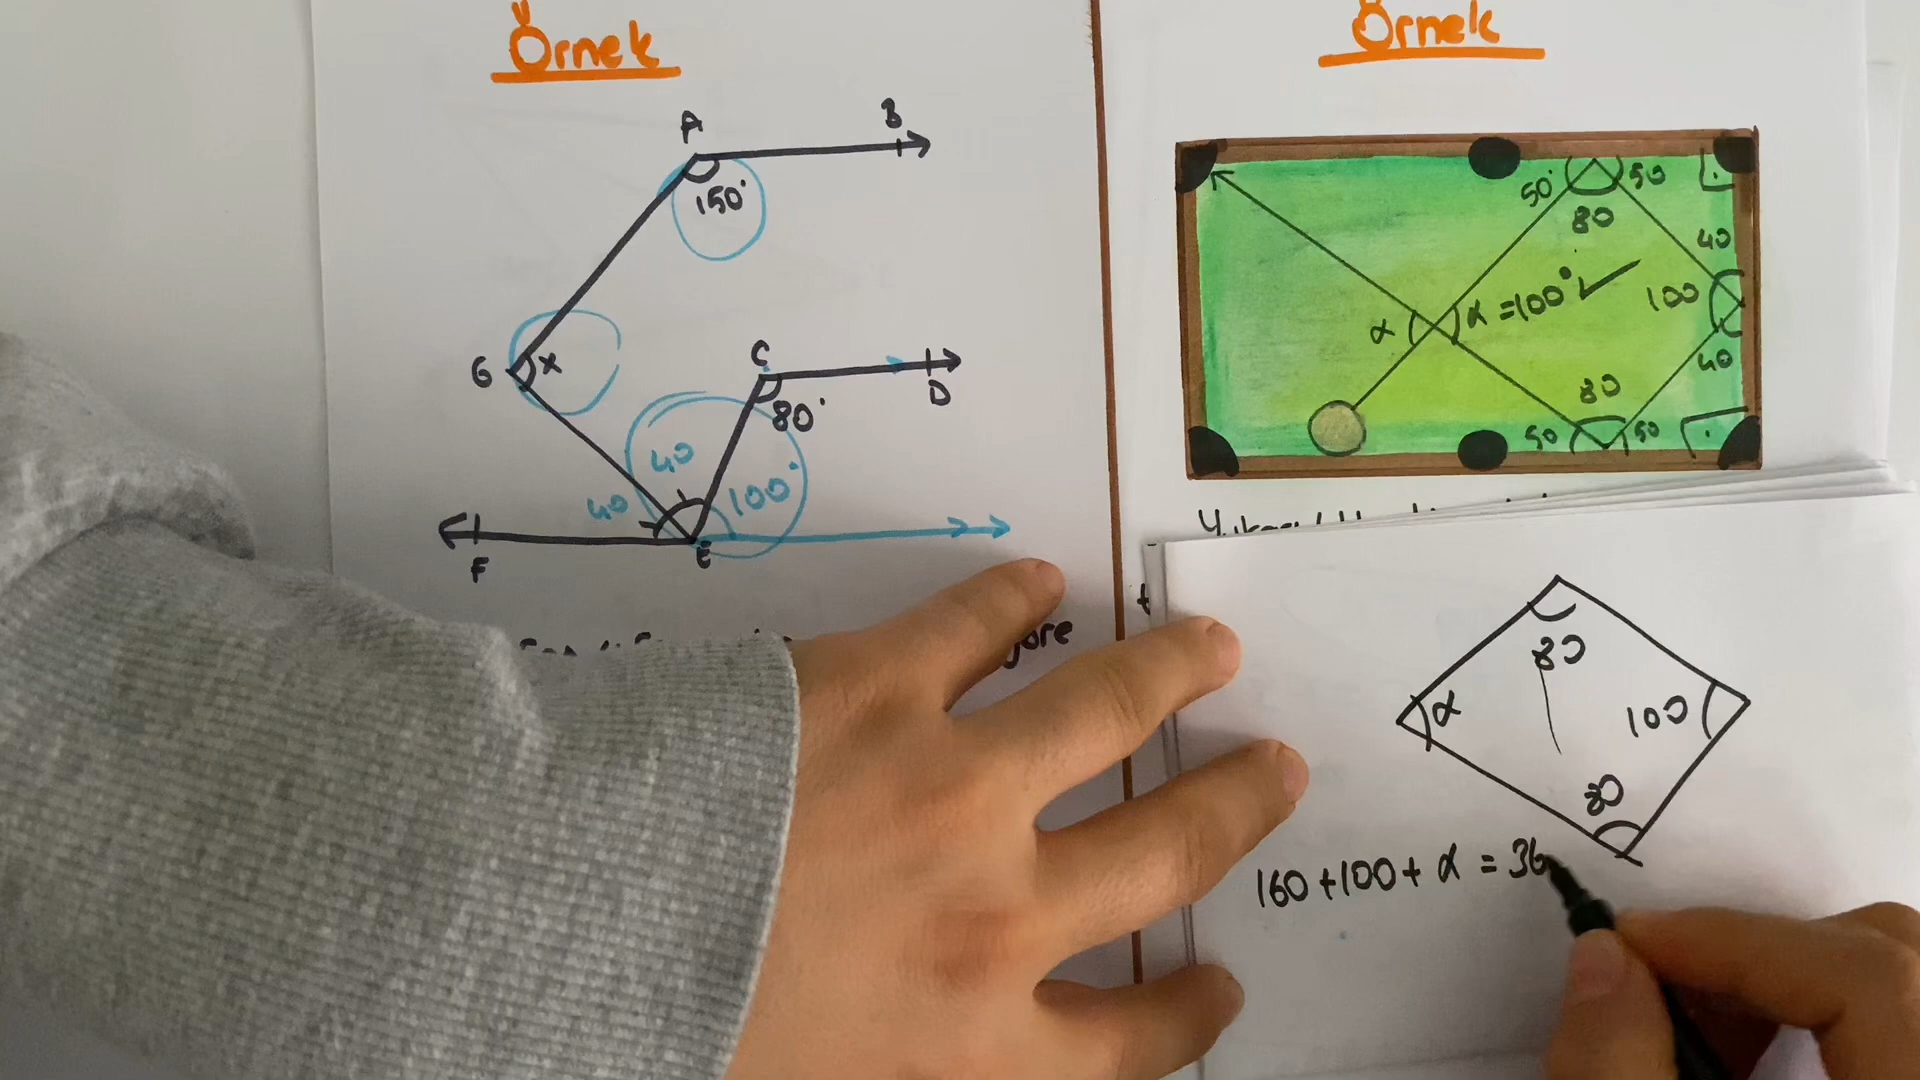 Örnek
A
B
150°
G
x
C
D
80°
40
40
100°
F
E
göre
Örnek
50°
50
80
40
α
α = 100° ✓
100
40
80
50
50
80
α
100
80
160 + 100 + α = 36